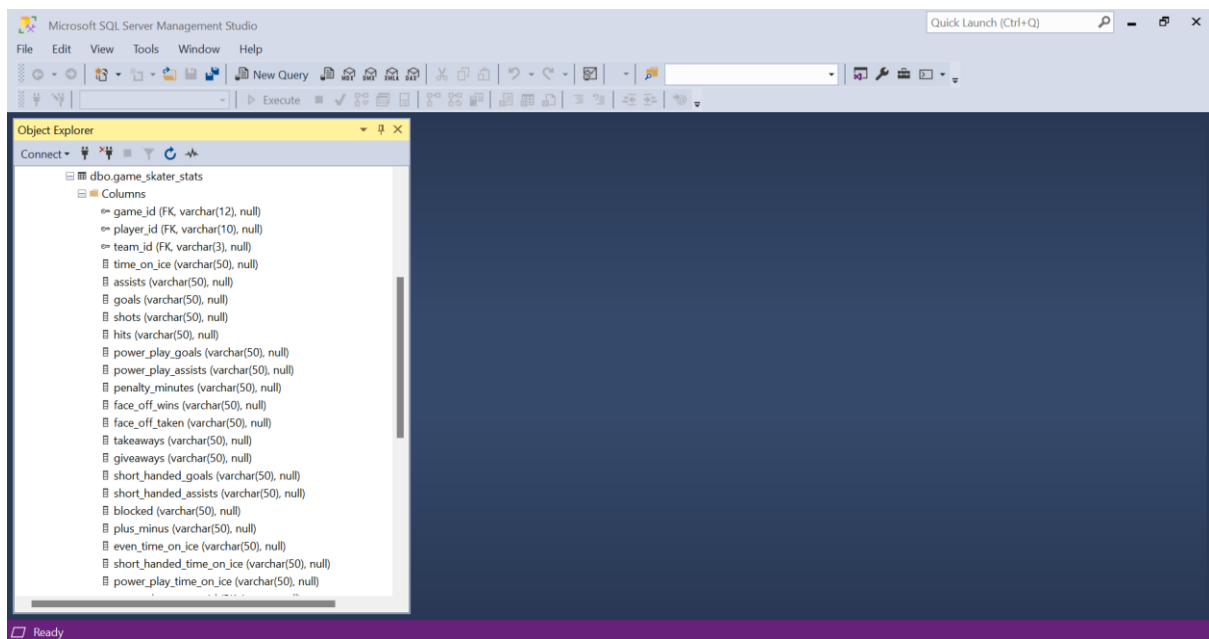 Microsoft SQL Server Management Studio
Quick Launch (Ctrl+Q)
File Edit View Tools Window Help
New Query
Execute
Object Explorer
Connect
dbo.game_skater_stats
Columns
game_id (FK, varchar(12), null)
player_id (FK, varchar(10), null)
team_id (FK, varchar(3), null)
time_on_ice (varchar(50), null)
assists (varchar(50), null)
goals (varchar(50), null)
shots (varchar(50), null)
hits (varchar(50), null)
power_play_goals (varchar(50), null)
power_play_assists (varchar(50), null)
penalty_minutes (varchar(50), null)
face_off_wins (varchar(50), null)
face_off_taken (varchar(50), null)
takeaways (varchar(50), null)
giveaways (varchar(50), null)
short_handed_goals (varchar(50), null)
short_handed_assists (varchar(50), null)
blocked (varchar(50), null)
plus_minus (varchar(50), null)
even_time_on_ice (varchar(50), null)
short_handed_time_on_ice (varchar(50), null)
power_play_time_on_ice (varchar(50), null)
Ready